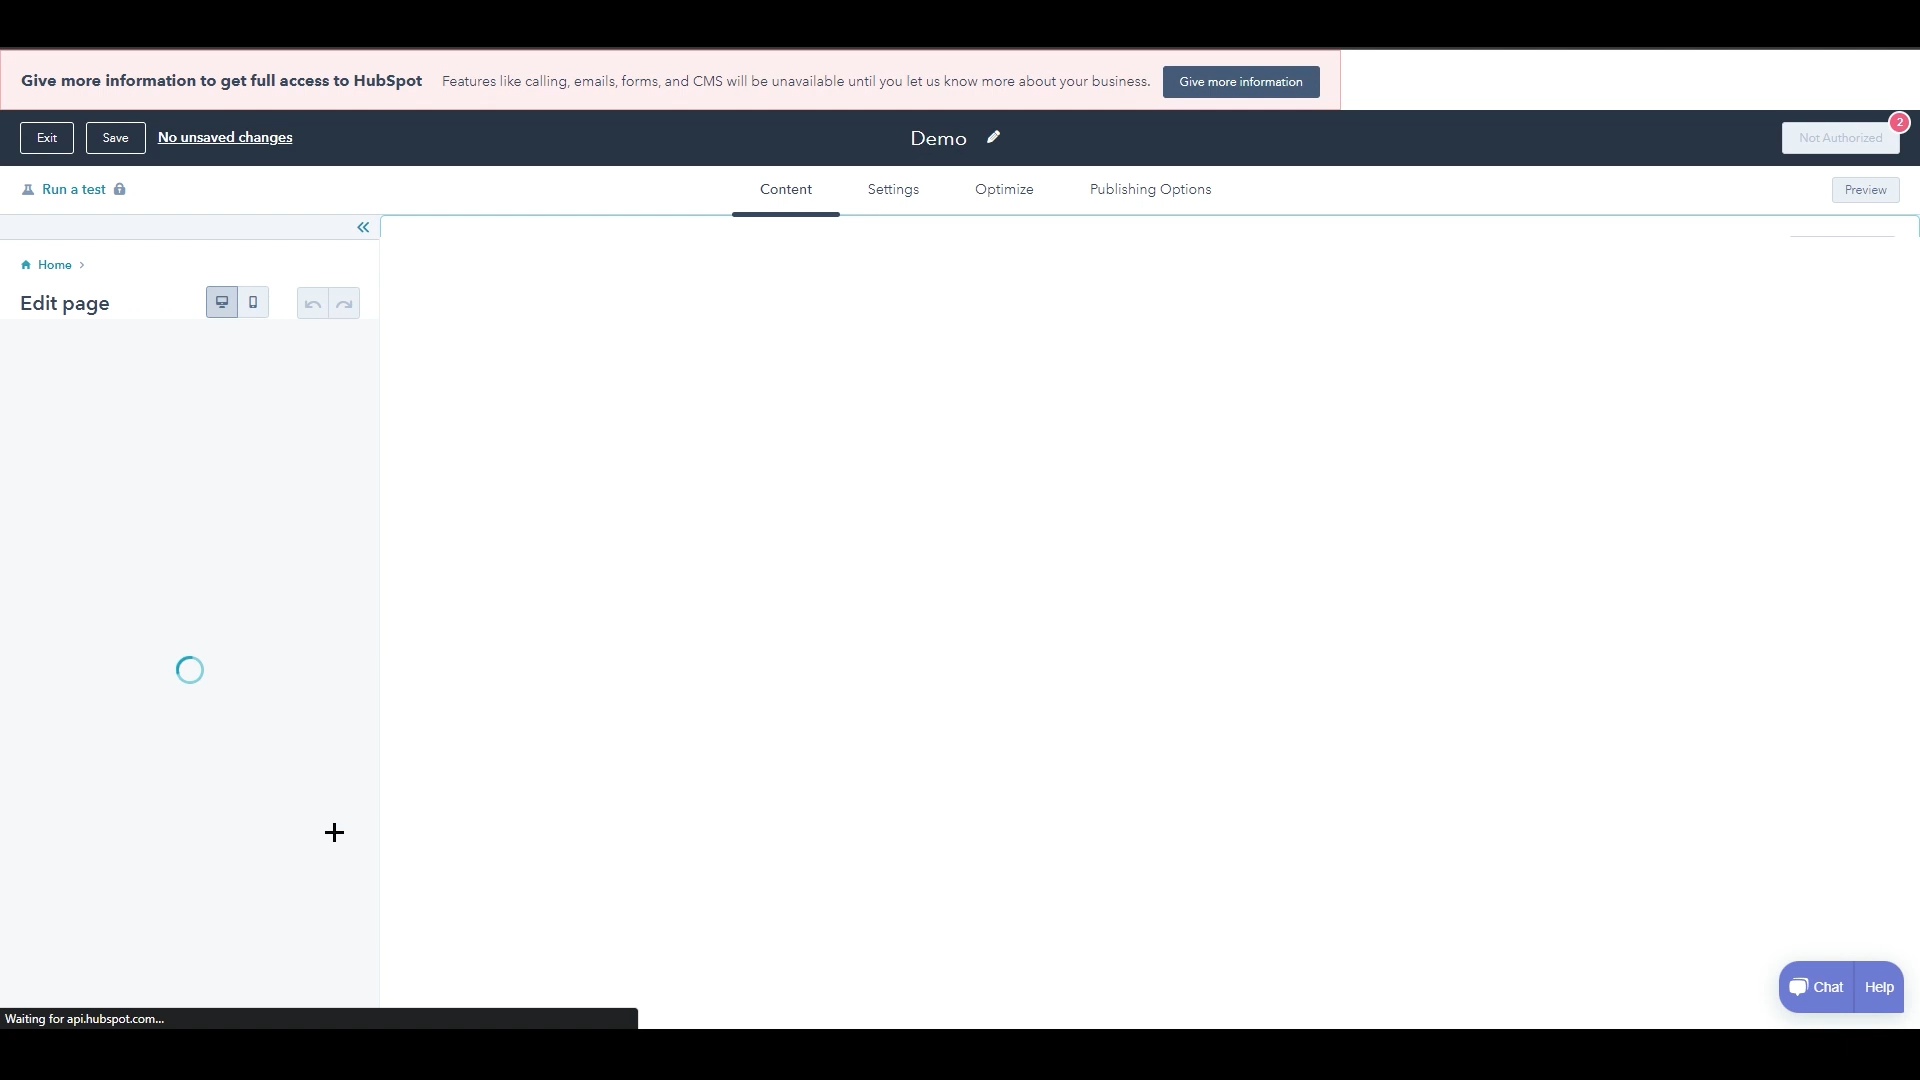 Give more information to get full access to HubSpot Features like calling, emails, forms, and CMS will be unavailable until you let us know more about your business. Give more information
2
Exit Save No unsaved changes Demo Not Authorized
Run a test Content Settings Optimize Publishing Options Preview
Home
Edit page
Chat Help
Waiting for api.hubspot.com...